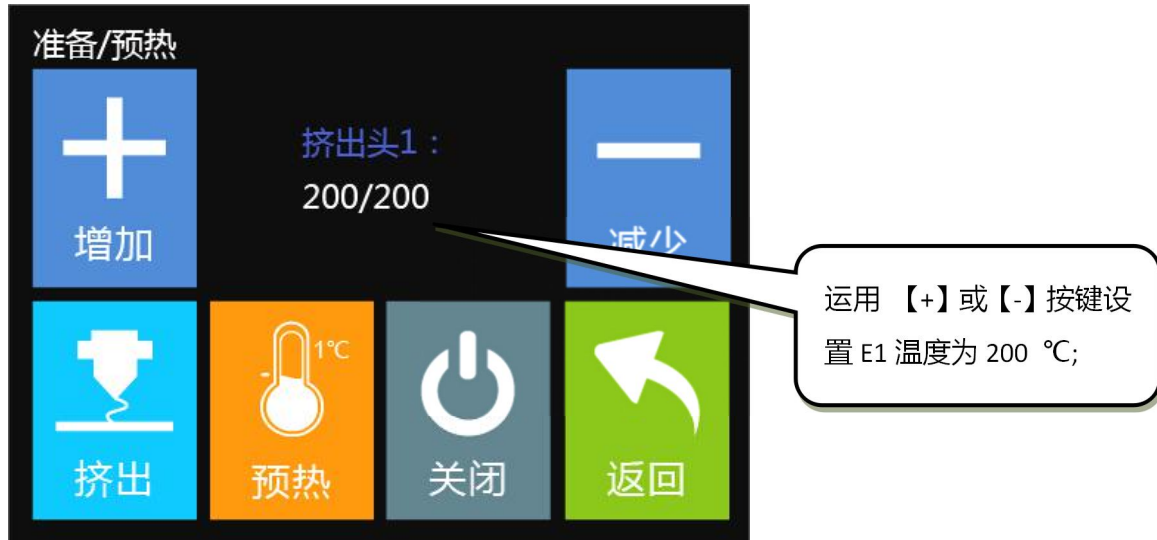 准备/预热
增加
挤出头1：
200/200
减少
运用 【+】或【-】按键设
置 E1 温度为 200 ℃;
挤出
1℃
预热
关闭
返回